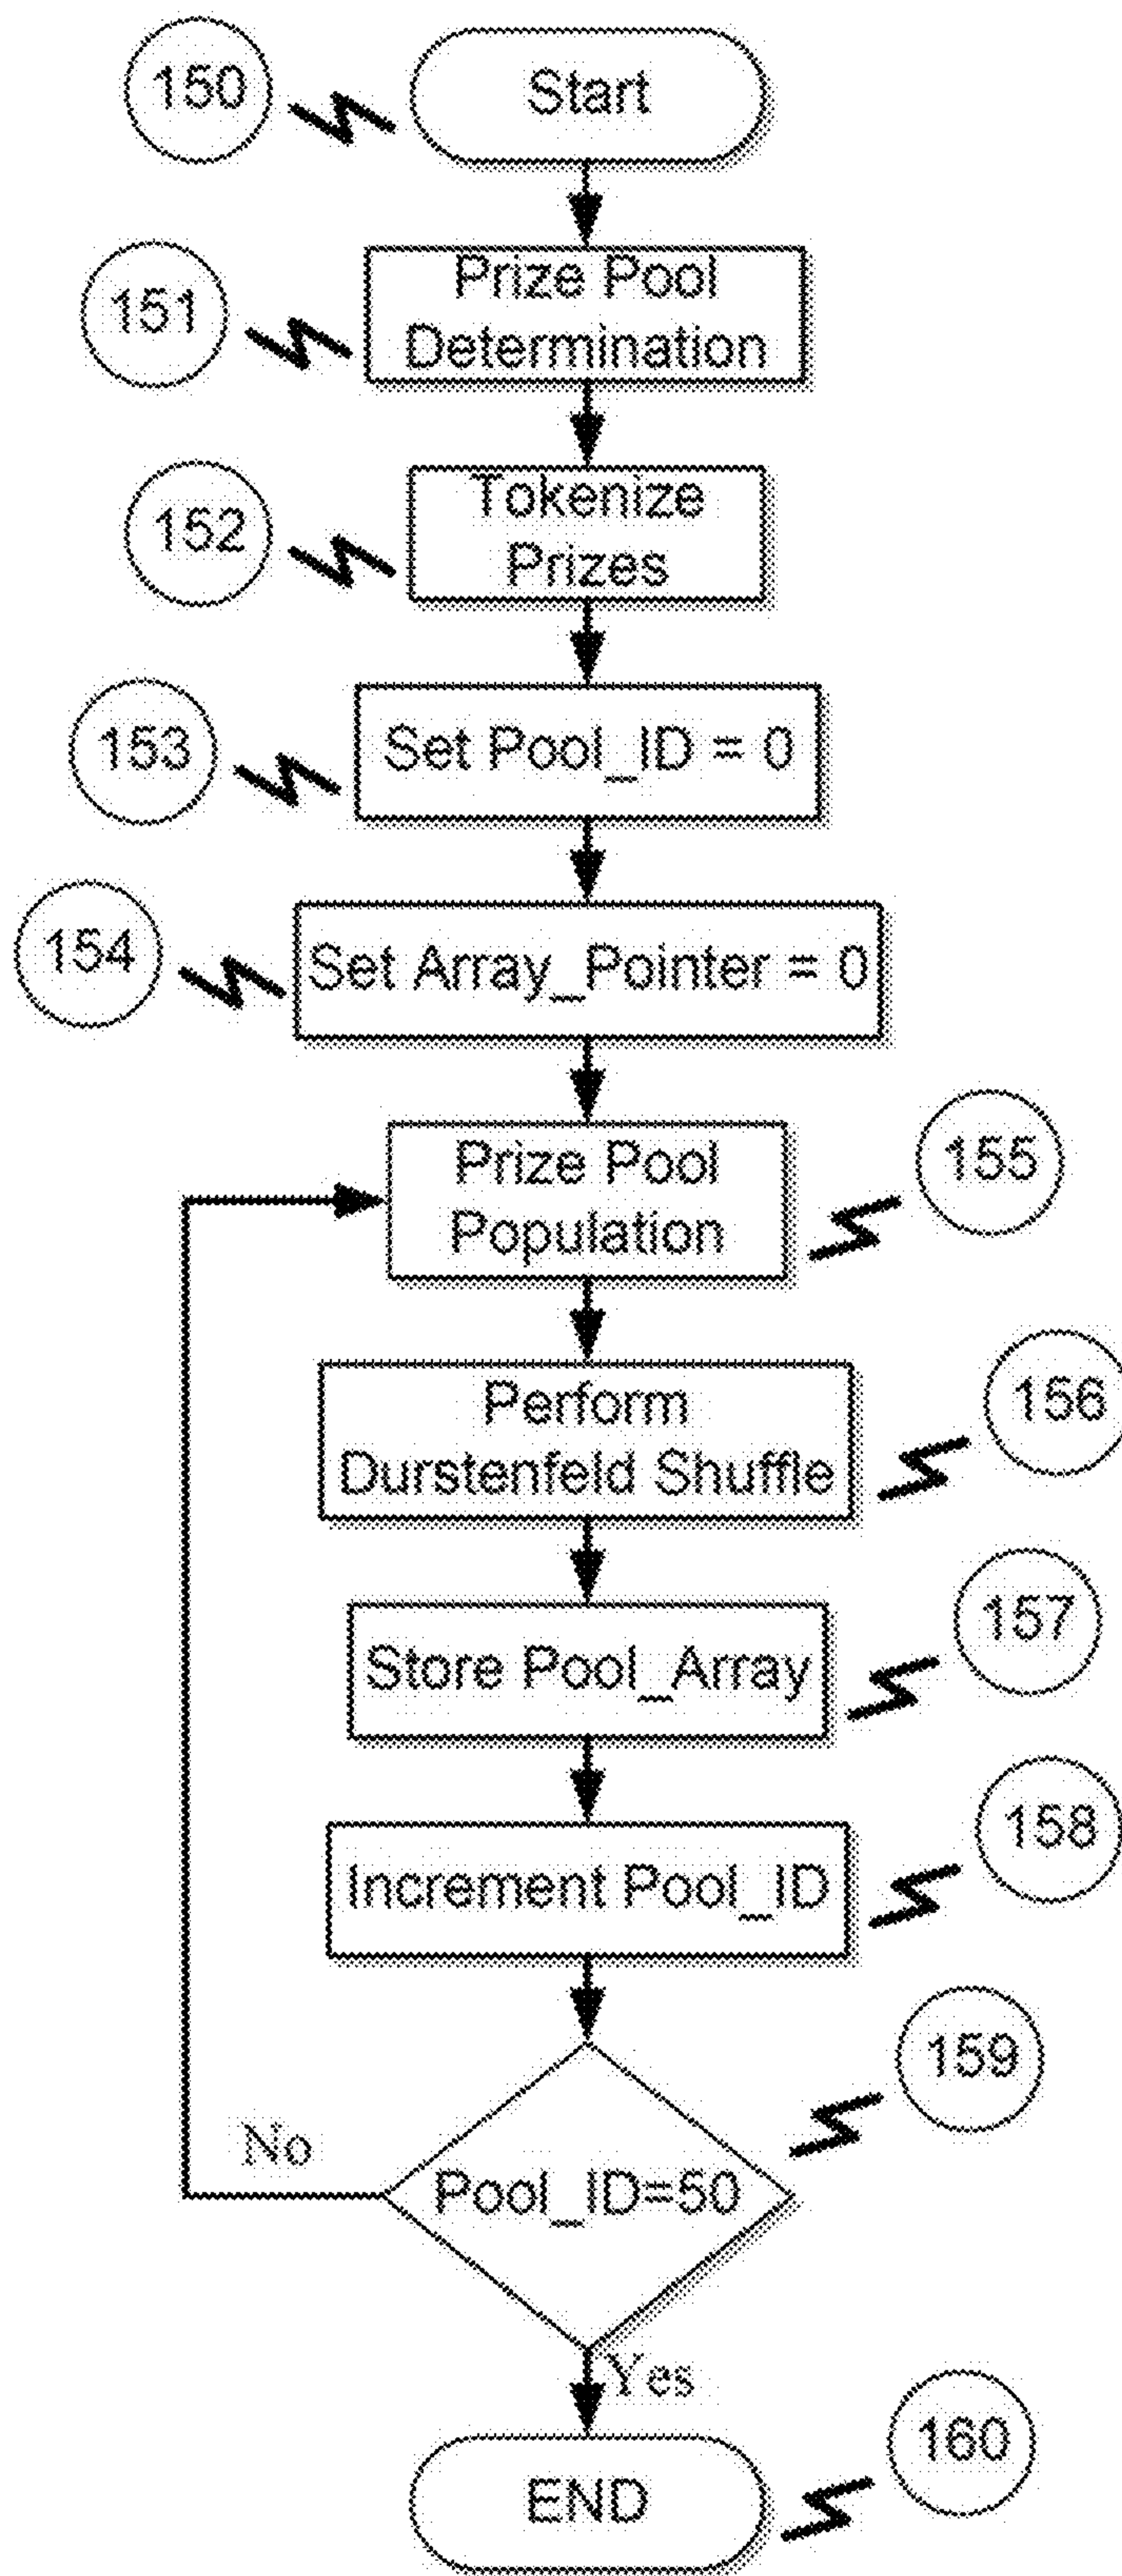 150
Start
151
Prize Pool
Determination
152
Tokenize
Prizes
153
Set Pool_ID = 0
154
Set Array_Pointer = 0
155
Prize Pool
Population
156
Perform
Durstenfeld Shuffle
157
Store Pool_Array
158
Increment Pool_ID
159
No
Pool_ID=50
Yes
160
END